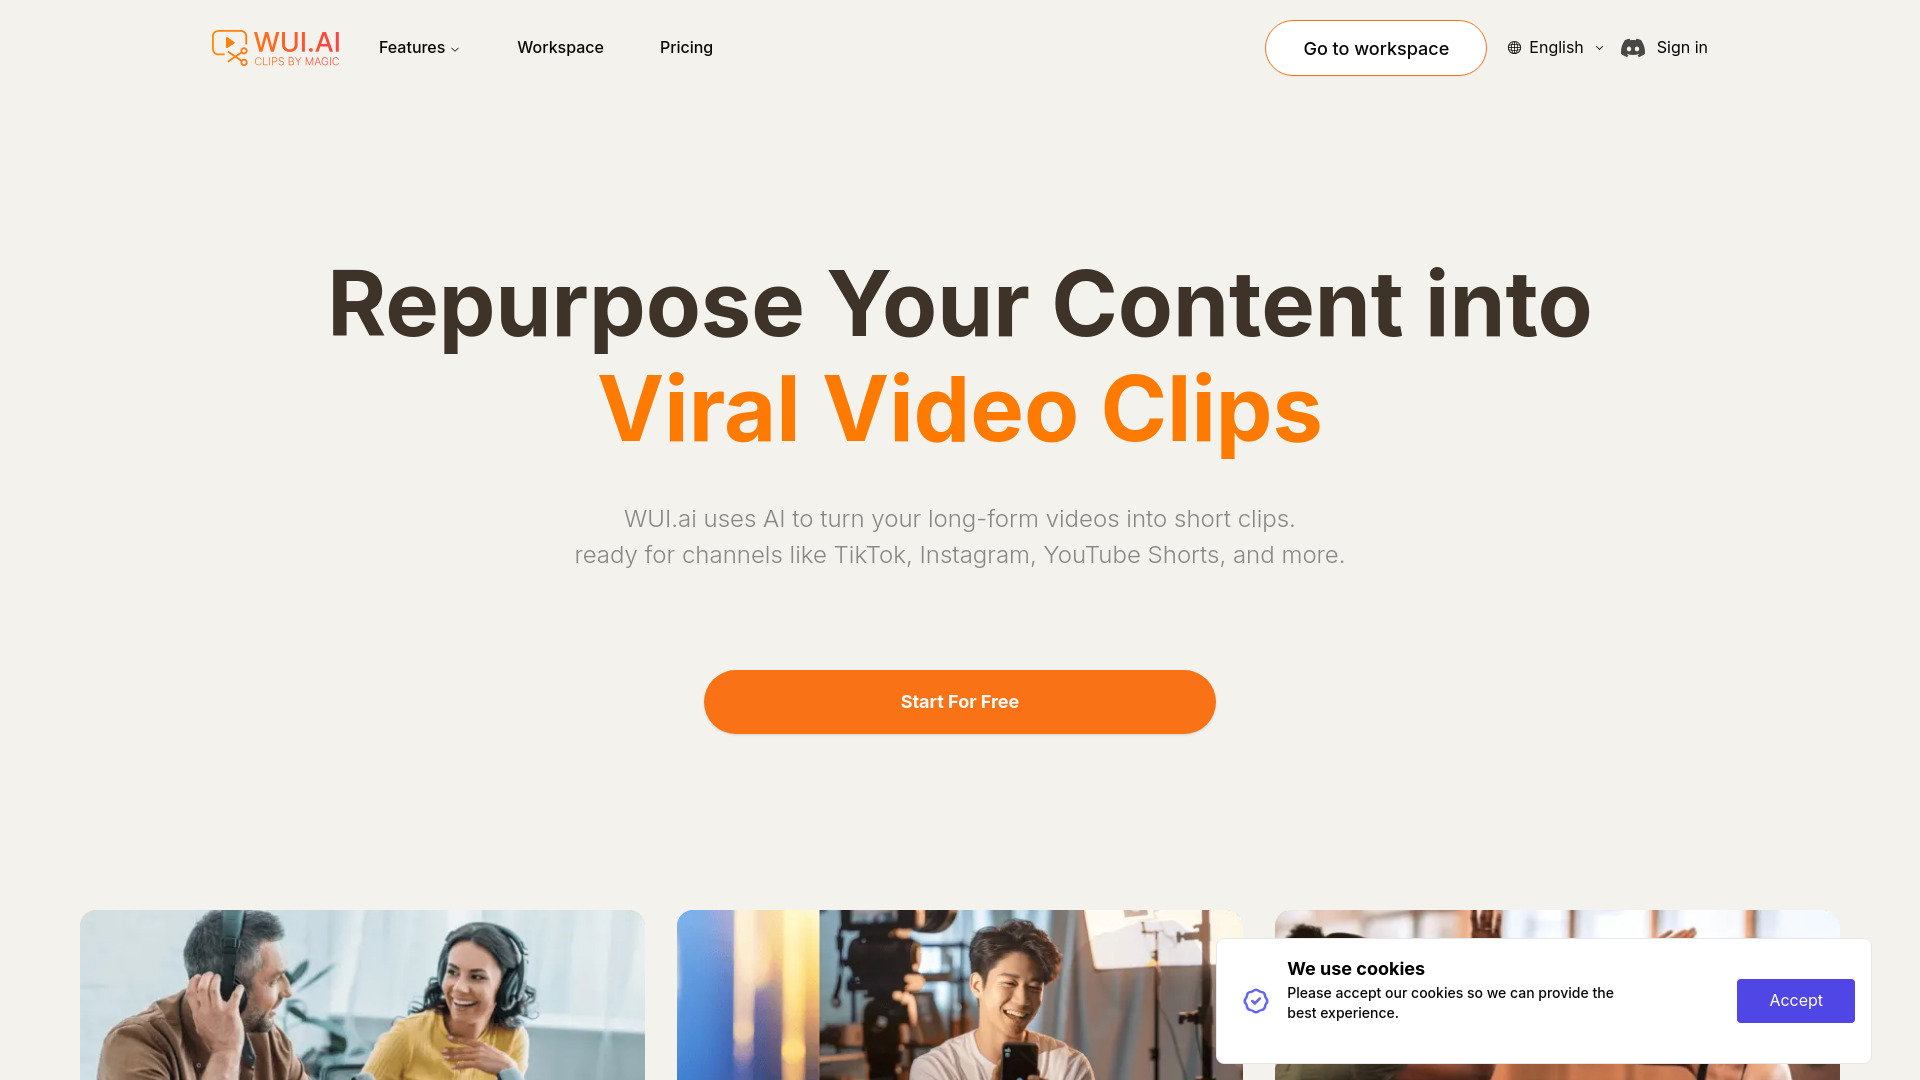 WUI.AI
CLIPS BY MAGIC
Features
Workspace
Pricing
Go to workspace
English
Sign in
Repurpose Your Content into
Viral Video Clips
WUI.ai uses AI to turn your long-form videos into short clips.
ready for channels like TikTok, Instagram, YouTube Shorts, and more.
Start For Free
We use cookies
Please accept our cookies so we can provide the
best experience.
Accept